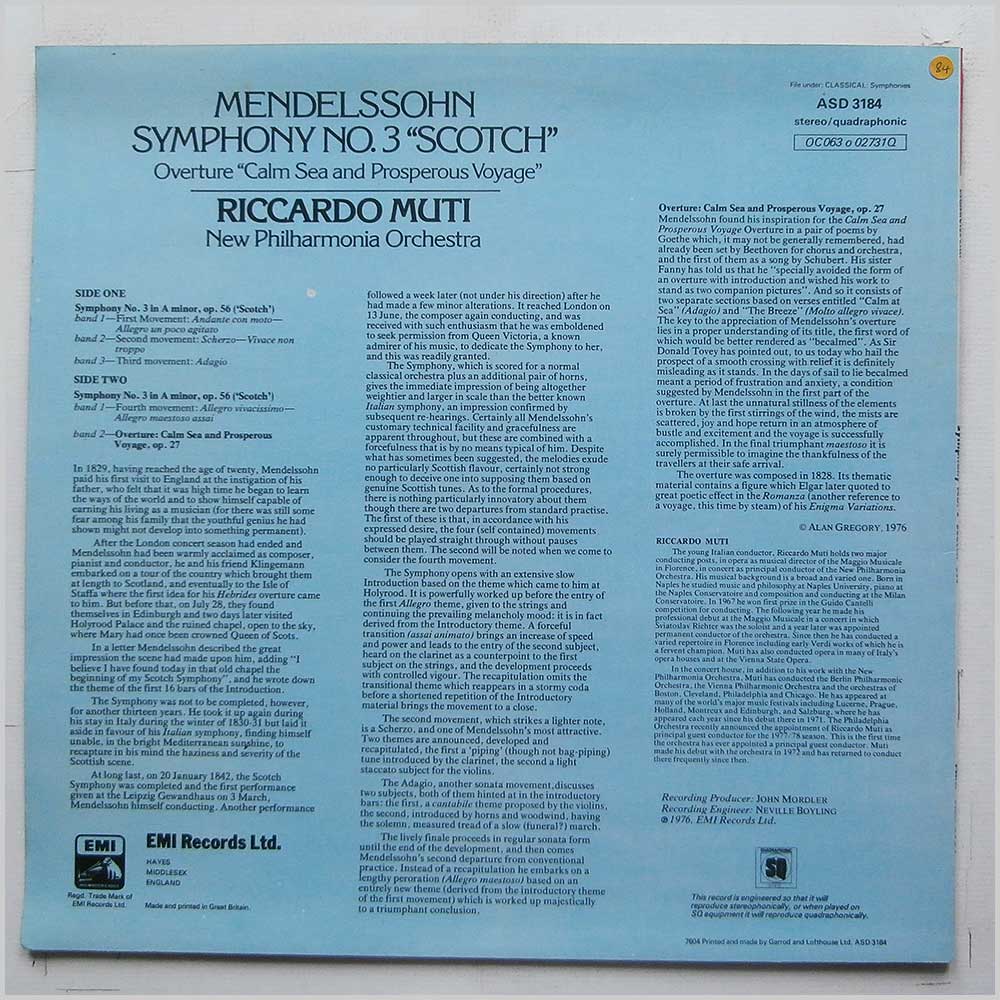 84
File under: CLASSICAL: Symphonies
ASD 3184
stereo/quadraphonic
OC 063 o 02731 Q
MENDELSSOHN
SYMPHONY NO. 3 “SCOTCH”
Overture “Calm Sea and Prosperous Voyage”
RICCARDO MUTI
New Philharmonia Orchestra
SIDE ONE
Symphony No. 3 in A minor, op. 56 (‘Scotch’)
band 1—First Movement: Andante con moto—
Allegro un poco agitato
band 2—Second movement: Scherzo—Vivace non
troppo
band 3—Third movement: Adagio
SIDE TWO
Symphony No. 3 in A minor, op. 56 (‘Scotch’)
band 1—Fourth movement: Allegro vivacissimo—
Allegro maestoso assai
band 2—Overture: Calm Sea and Prosperous
Voyage, op. 27
In 1829, having reached the age of twenty, Mendelssohn
paid his first visit to England at the instigation of his
father, who felt that it was high time he began to learn
the ways of the world and to show himself capable of
earning his living as a musician (for there was still some
fear among his family that the youthful genius he had
shown might not develop into something permanent).
After the London concert season had ended and
Mendelssohn had been warmly acclaimed as composer,
pianist and conductor, he and his friend Klingemann
embarked on a tour of the country which brought them
at length to Scotland, and eventually to the Isle of
Staffa where the first idea for his Hebrides overture came
to him. But before that, on July 28, they found
themselves in Edinburgh and two days later visited
Holyrood Palace and the ruined chapel, open to the sky,
where Mary had once been crowned Queen of Scots.
In a letter Mendelssohn described the great
impression the scene had made upon him, adding “I
believe I have found today in that old chapel the
beginning of my Scotch Symphony”, and he wrote down
the theme of the first 16 bars of the Introduction.
The Symphony was not to be completed, however,
for another thirteen years. He took it up again during
his stay in Italy during the winter of 1830-31 but laid it
aside in favour of his Italian symphony, finding himself
unable, in the bright Mediterranean sunshine, to
recapture in his mind the haziness and severity of the
Scottish scene.
At long last, on 20 January 1842, the Scotch
Symphony was completed and the first performance
given at the Leipzig Gewandhaus on 3 March,
Mendelssohn himself conducting. Another performance
followed a week later (not under his direction) after he
had made a few minor alterations. It reached London on
13 June, the composer again conducting, and was
received with such enthusiasm that he was emboldened
to seek permission from Queen Victoria, a known
admirer of his music, to dedicate the Symphony to her,
and this was readily granted.
The Symphony, which is scored for a normal
classical orchestra plus an additional pair of horns,
gives the immediate impression of being altogether
weightier and larger in scale than the better known
Italian symphony, an impression confirmed by
subsequent re-hearings. Certainly all Mendelssohn's
customary technical facility and gracefulness are
apparent throughout, but these are combined with a
forcefulness that is by no means typical of him. Despite
what has sometimes been suggested, the melodies exude
no particularly Scottish flavour, certainly not strong
enough to deceive one into supposing them based on
genuine Scottish tunes. As to the formal procedures,
there is nothing particularly innovatory about them
though there are two departures from standard practise.
The first of these is that, in accordance with his
expressed desire, the four (self contained) movements
should be played straight through without pauses
between them. The second will be noted when we come to
consider the fourth movement.
The Symphony opens with an extensive slow
Introduction based on the theme which came to him at
Holyrood. It is powerfully worked up before the entry of
the first Allegro theme, given to the strings and
continuing the prevailing melancholy mood: it is in fact
derived from the Introductory theme. A forceful
transition (assai animato) brings an increase of speed
and power and leads to the entry of the second subject,
heard on the clarinet as a counterpoint to the first
subject on the strings, and the development proceeds
with controlled vigour. The recapitulation omits the
transitional theme which reappears in a stormy coda
before a shortened repetition of the Introductory
material brings the movement to a close.
The second movement, which strikes a lighter note,
is a Scherzo, and one of Mendelssohn's most attractive.
Two themes are announced, developed and
recapitulated, the first a ‘piping’ (though not bag-piping)
tune introduced by the clarinet, the second a light
staccato subject for the violins.
The Adagio, another sonata movement, discusses
two subjects, both of them hinted at in the introductory
bars: the first, a cantabile theme proposed by the violins,
the second, introduced by horns and woodwind, having
the solemn, measured tread of a slow (funeral?) march.
The lively finale proceeds in regular sonata form
until the end of the development, and then comes
Mendelssohn's second departure from conventional
practice. Instead of a recapitulation he embarks on a
lengthy peroration (Allegro maestoso) based on an
entirely new theme (derived from the introductory theme
of the first movement) which is worked up majestically
to a triumphant conclusion.
Overture: Calm Sea and Prosperous Voyage, op. 27
Mendelssohn found his inspiration for the Calm Sea and
Prosperous Voyage Overture in a pair of poems by
Goethe which, it may not be generally remembered, had
already been set by Beethoven for chorus and orchestra,
and the first of them as a song by Schubert. His sister
Fanny has told us that he “specially avoided the form of
an overture with introduction and wished his work to
stand as two companion pictures”. And so it consists of
two separate sections based on verses entitled “Calm at
Sea” (Adagio) and “The Breeze” (Molto allegro vivace).
The key to the appreciation of Mendelssohn's overture
lies in a proper understanding of its title, the first word of
which would be better rendered as “becalmed”. As Sir
Donald Tovey has pointed out, to us today who hail the
prospect of a smooth crossing with relief it is definitely
misleading as it stands. In the days of sail to lie becalmed
meant a period of frustration and anxiety, a condition
suggested by Mendelssohn in the first part of the
overture. At last the unnatural stillness of the elements
is broken by the first stirrings of the wind, the mists are
scattered, joy and hope return in an atmosphere of
bustle and excitement and the voyage is successfully
accomplished. In the final triumphant maestoso it is
surely permissible to imagine the thankfulness of the
travellers at their safe arrival.
The overture was composed in 1828. Its thematic
material contains a figure which Elgar later quoted to
great poetic effect in the Romanza (another reference to
a voyage, this time by steam) of his Enigma Variations.
© ALAN GREGORY, 1976
RICCARDO MUTI
The young Italian conductor, Riccardo Muti holds two major
conducting posts, in opera as musical director of the Maggio Musicale
in Florence, in concert as principal conductor of the New Philharmonia
Orchestra. His musical background is a broad and varied one. Born in
Naples he studied music and philosophy at Naples University, piano at
the Naples Conservatoire and composition and conducting at the Milan
Conservatoire. In 1967 he won first prize in the Guido Cantelli
competition for conducting. The following year he made his
professional debut at the Maggio Musicale in a concert in which
Sviatoslav Richter was the soloist and a year later was appointed
permanent conductor of the orchestra. Since then he has conducted a
varied repertoire in Florence including early Verdi works of which he is
a fervent champion. Muti has also conducted opera in many of Italy's
opera houses and at the Vienna State Opera.
In the concert house, in addition to his work with the New
Philharmonia Orchestra, Muti has conducted the Berlin Philharmonic
Orchestra, the Vienna Philharmonic Orchestra and the orchestras of
Boston, Cleveland, Philadelphia and Chicago. He has appeared at
many of the world's major music festivals including Lucerne, Prague,
Holland, Montreux and Edinburgh, and Salzburg, where he has
appeared each year since his debut there in 1971. The Philadelphia
Orchestra recently announced the appointment of Riccardo Muti as
principal guest conductor for the 1977/78 season. This is the first time
the orchestra has ever appointed a principal guest conductor. Muti
made his debut with the orchestra in 1972 and has returned to conduct
there frequently since then.
Recording Producer: JOHN MORDLER
Recording Engineer: NEVILLE BOYLING
℗ 1976, EMI Records Ltd.
EMI
Regd. Trade Mark of
EMI Records Ltd.
EMI Records Ltd.
HAYES
MIDDLESEX
ENGLAND
Made and printed in Great Britain.
QUADRAPHONIC
SQ
This record is engineered so that it will
reproduce stereophonically, or when played on
SQ equipment it will reproduce quadraphonically.
7604 Printed and made by Garrod and Lofthouse Ltd. ASD 3184